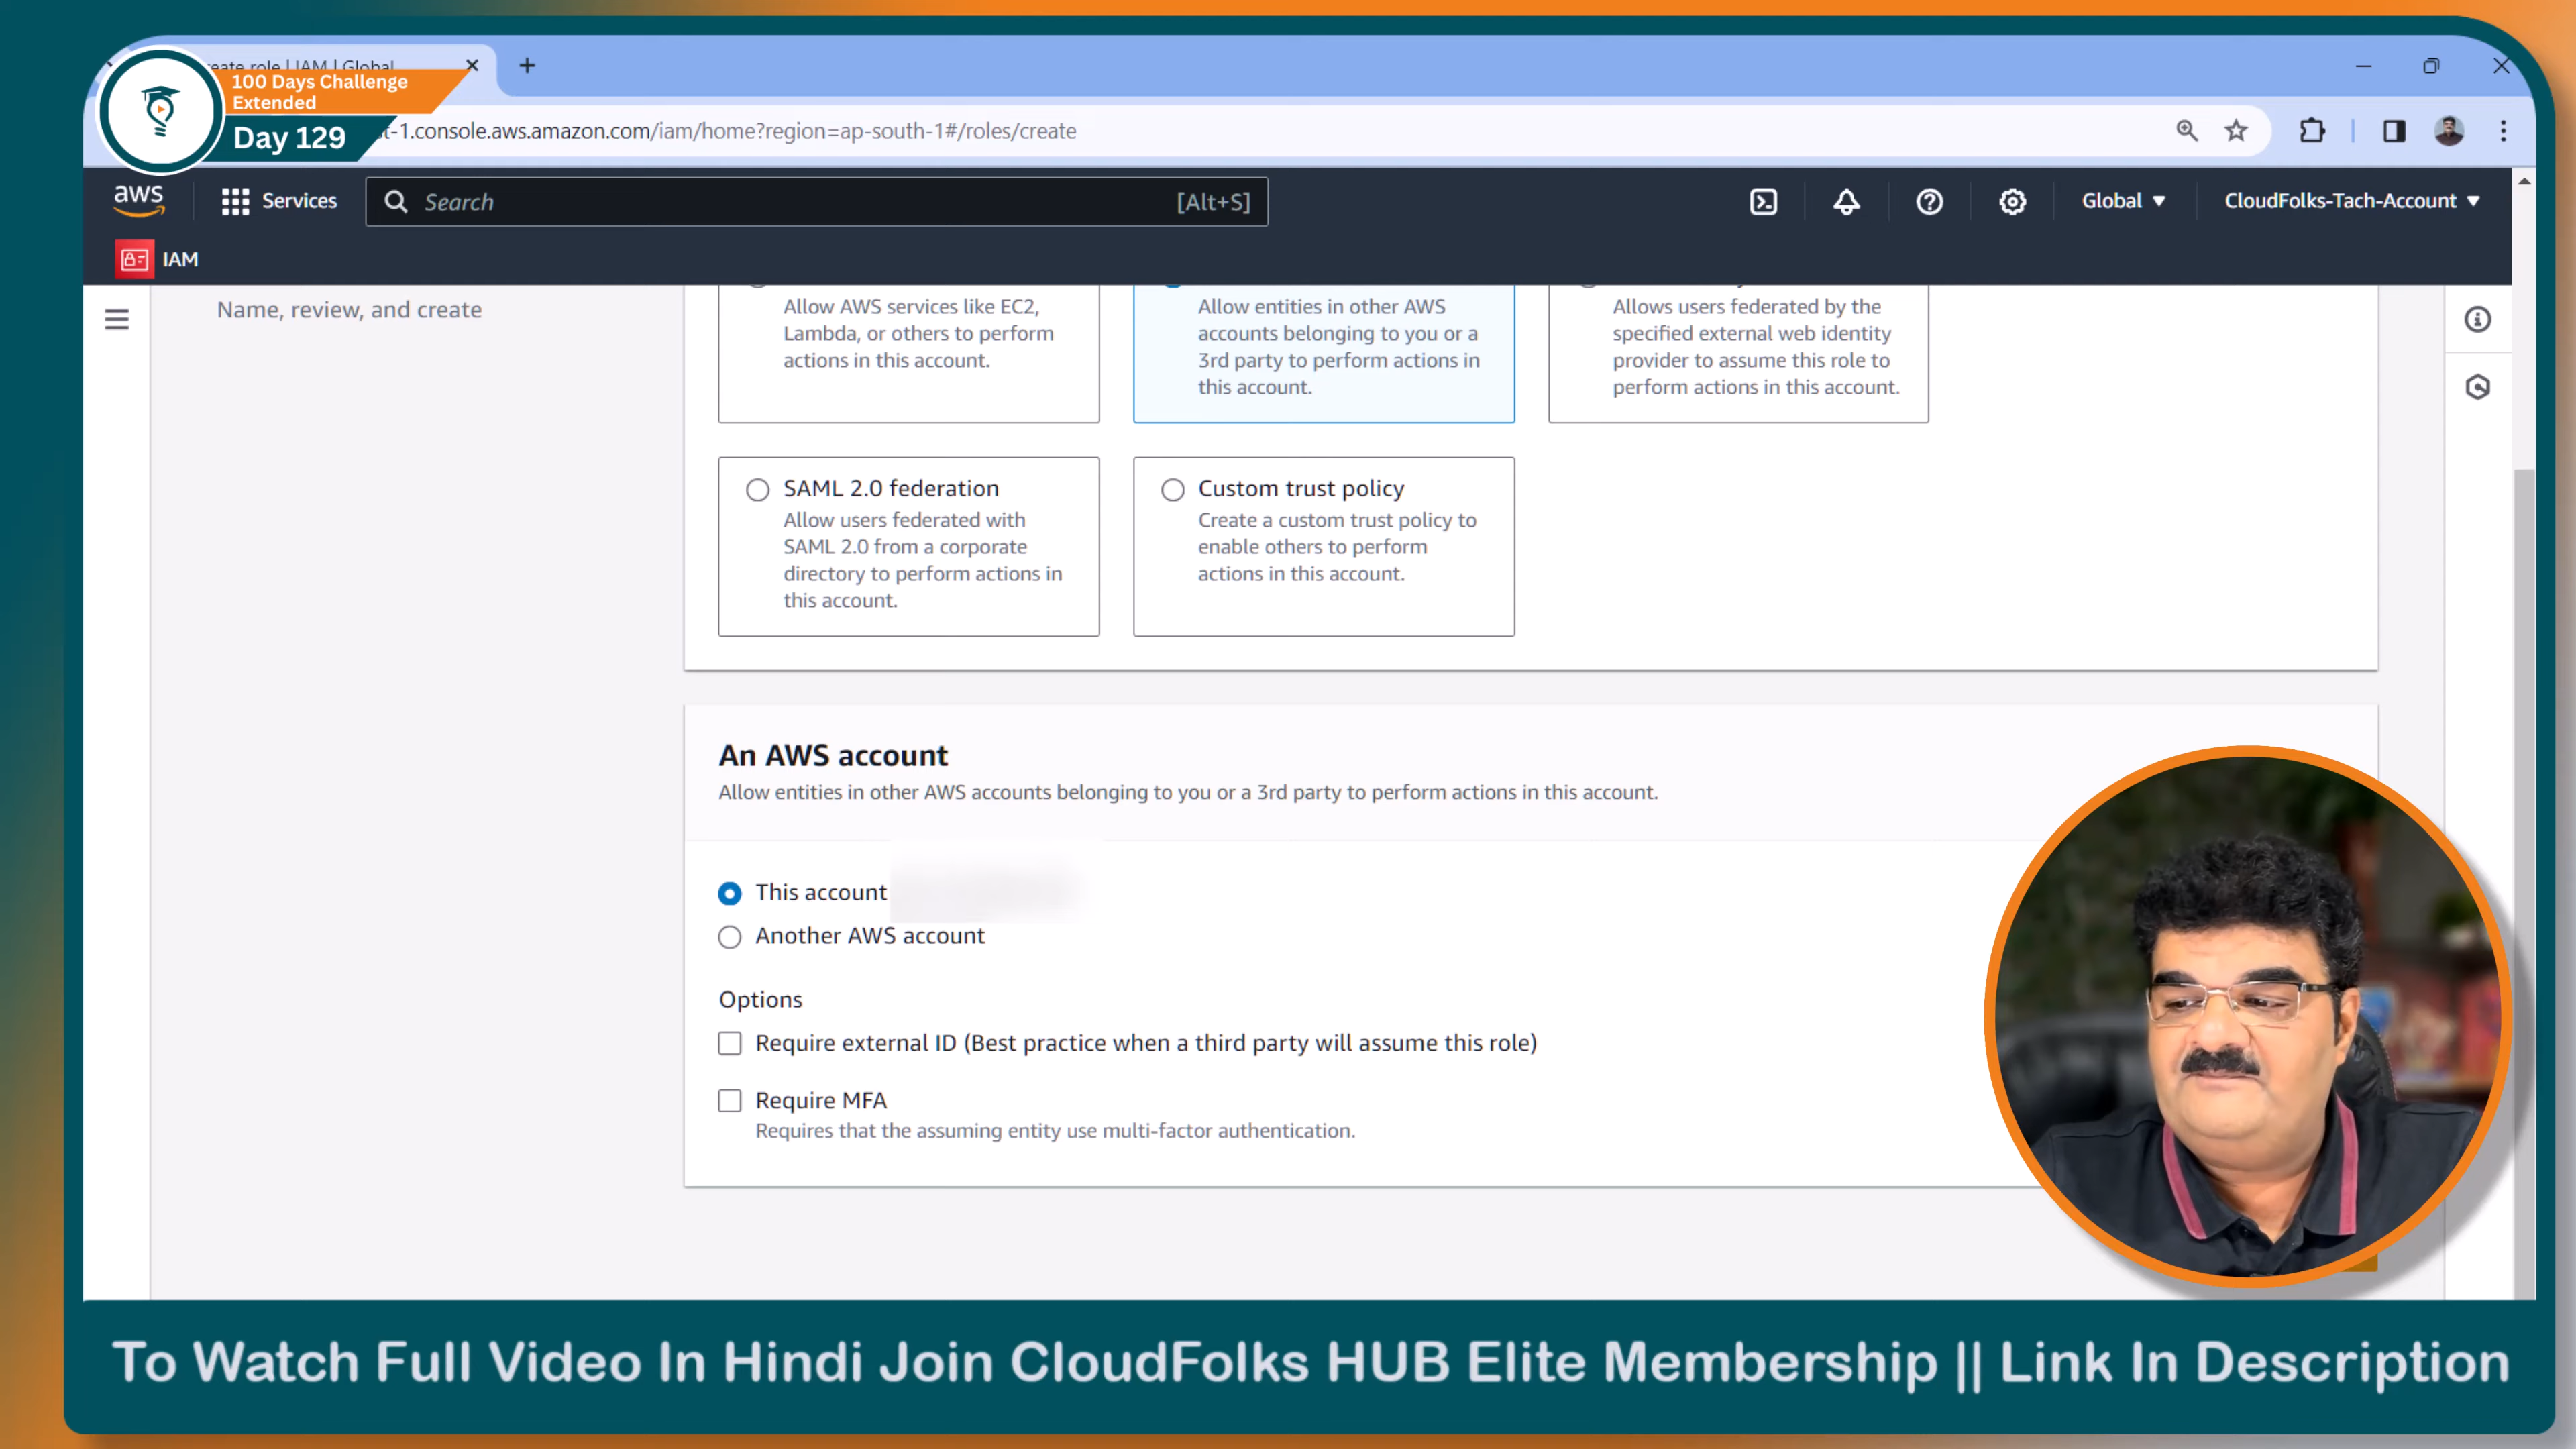 100 Days Challenge
Extended
Day 129
create role | IAM | Global
-1.console.aws.amazon.com/iam/home?region=ap-south-1#/roles/create
aws
Services
Search
[Alt+S]
Global
CloudFolks-Tach-Account
IAM
Name, review, and create
Allow AWS services like EC2,
Lambda, or others to perform
actions in this account.
Allow entities in other AWS
accounts belonging to you or a
3rd party to perform actions in
this account.
Allows users federated by the
specified external web identity
provider to assume this role to
perform actions in this account.
SAML 2.0 federation
Allow users federated with
SAML 2.0 from a corporate
directory to perform actions in
this account.
Custom trust policy
Create a custom trust policy to
enable others to perform
actions in this account.
An AWS account
Allow entities in other AWS accounts belonging to you or a 3rd party to perform actions in this account.
This account
Another AWS account
Options
Require external ID (Best practice when a third party will assume this role)
Require MFA
Requires that the assuming entity use multi-factor authentication.
To Watch Full Video In Hindi Join CloudFolks HUB Elite Membership || Link In Description